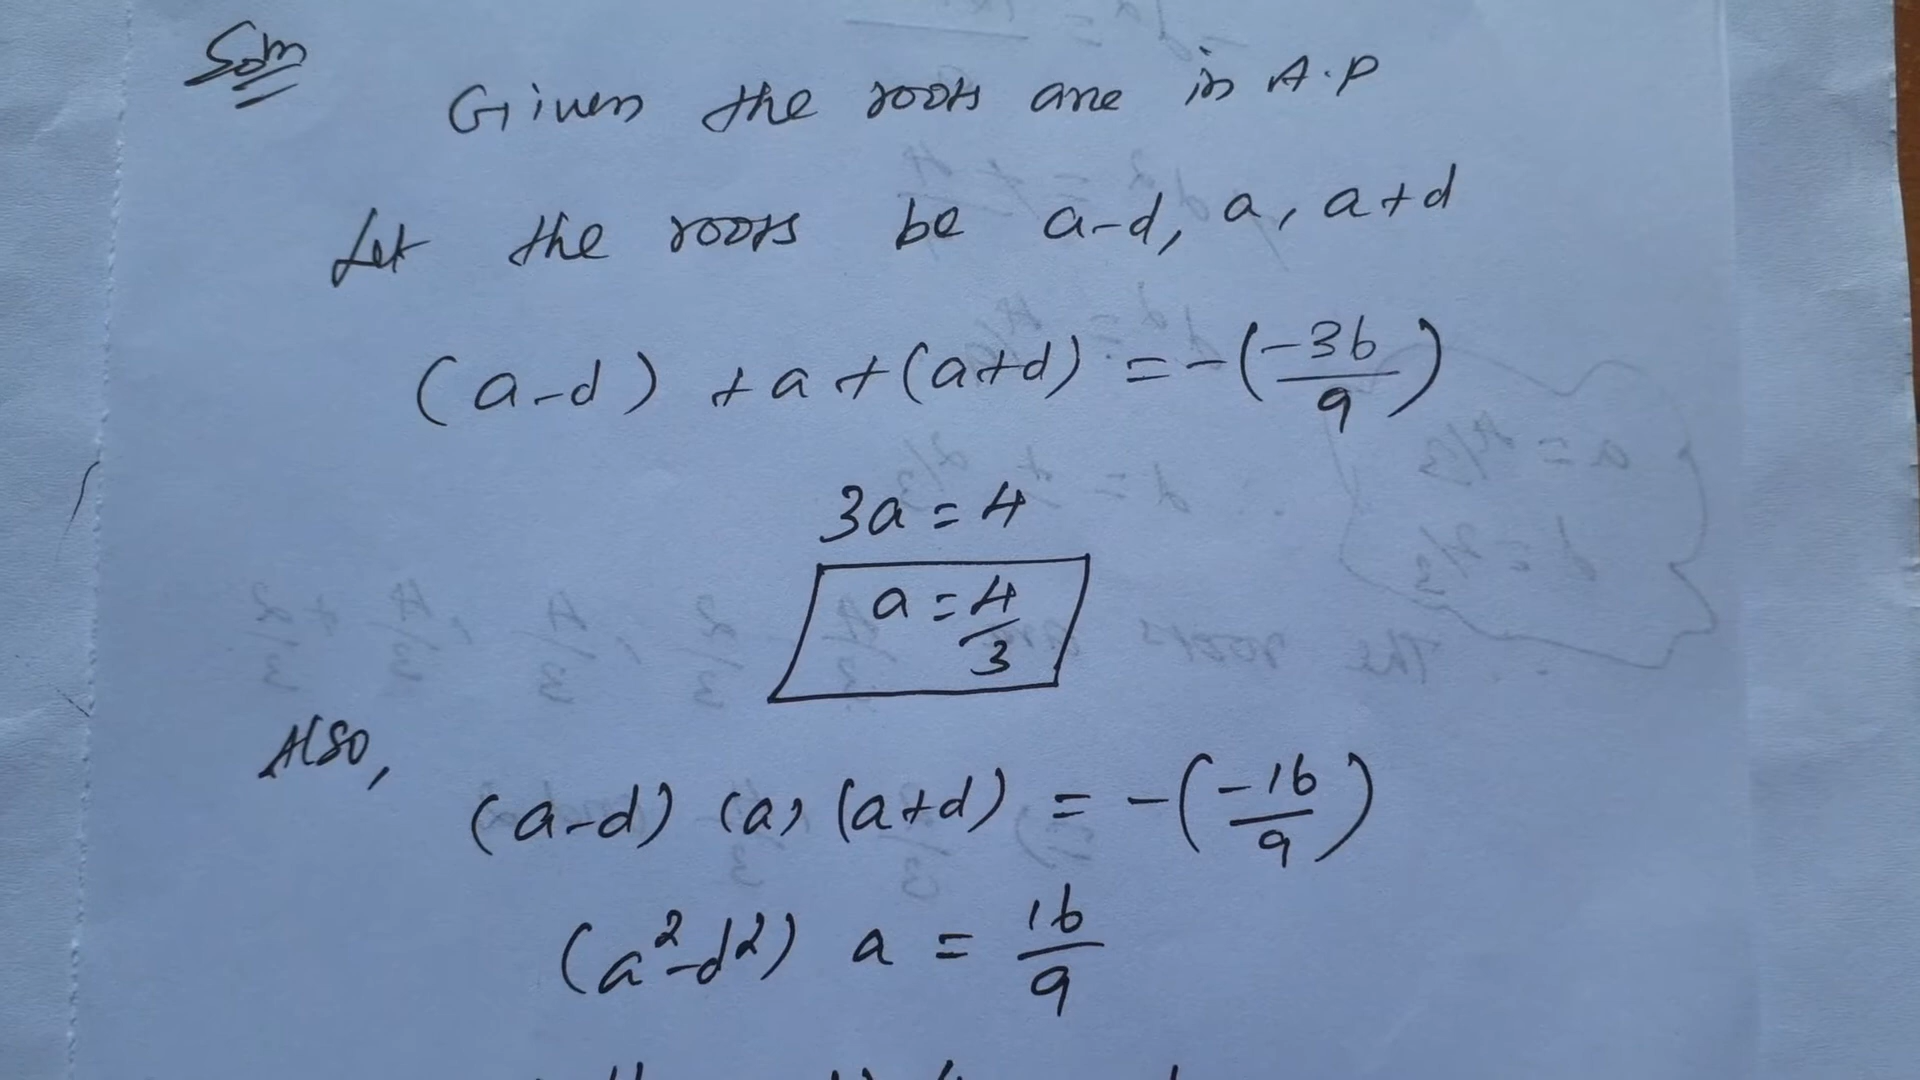 Soln
Given the roots are in A.P
Let the roots be a-d, a, a+d
(a-d) + a + (a+d) = -(-36/9)
3a = 4
a = 4/3
Also,
(a-d) (a) (a+d) = -(-16/9)
(a²-d²) a = 16/9